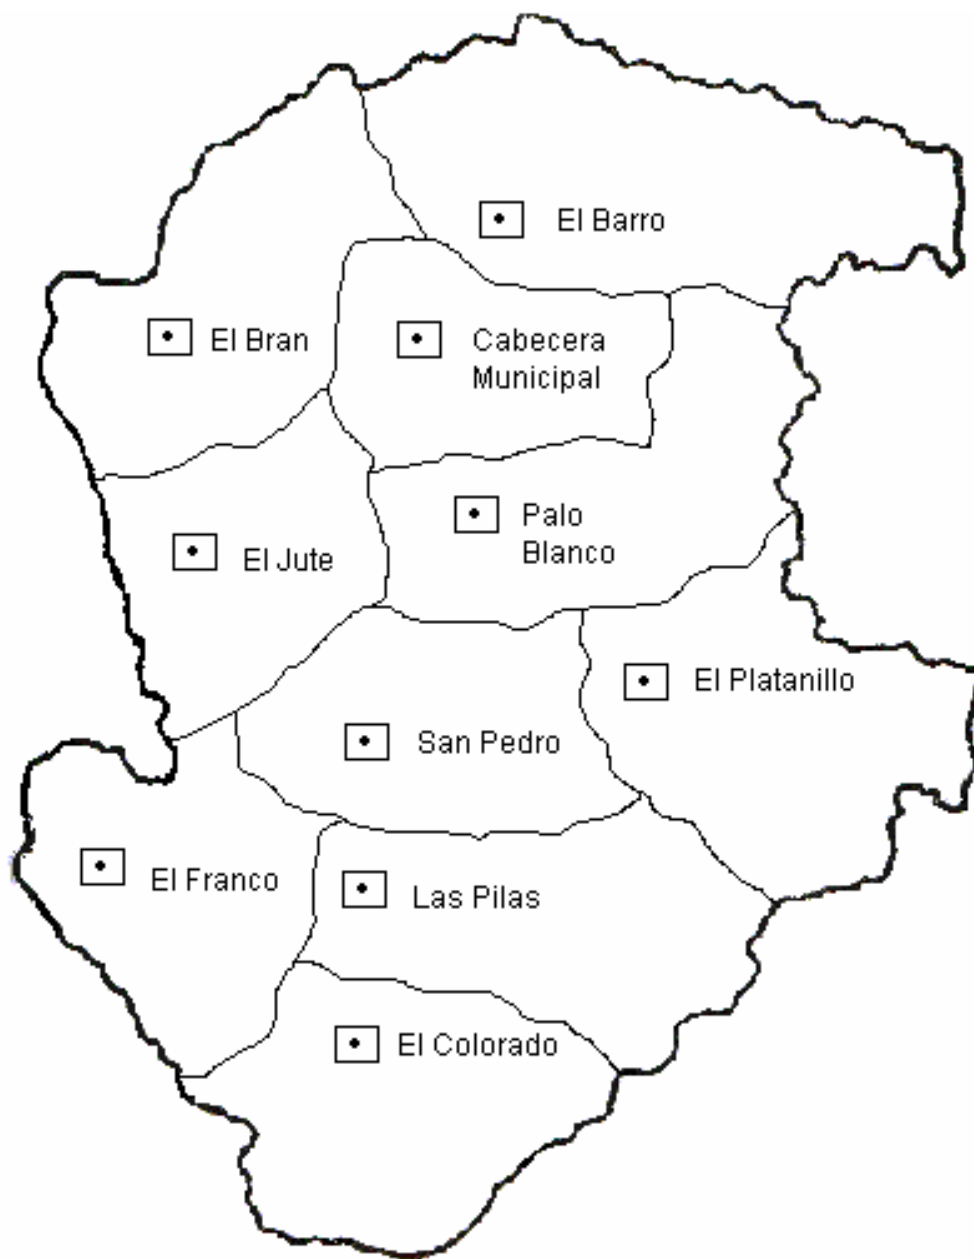 El Barro
El Bran
Cabecera
Municipal
Palo
Blanco
El Jute
El Platanillo
San Pedro
El Franco
Las Pilas
El Colorado